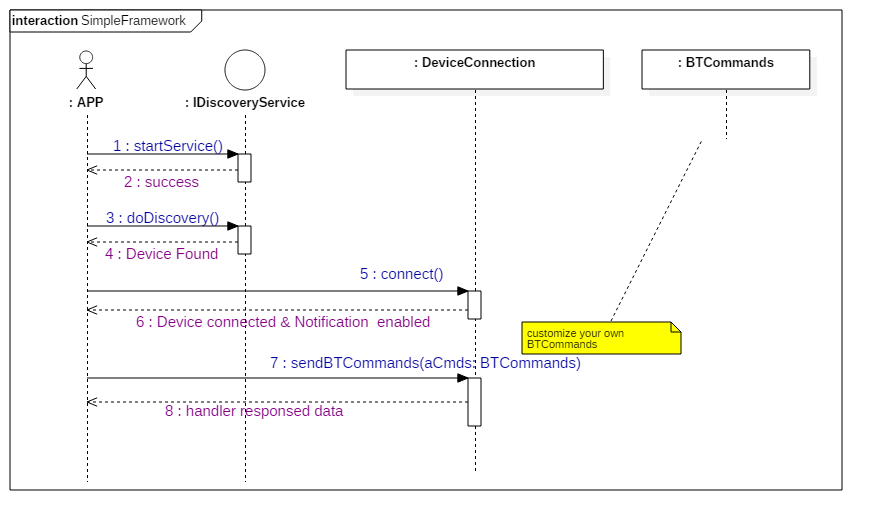 interaction SimpleFramework
: APP
: IDiscoveryService
: DeviceConnection
: BTCommands
1 : startService()
2 : success
3 : doDiscovery()
4 : Device Found
5 : connect()
6 : Device connected & Notification  enabled
customize your own
BTCommands
7 : sendBTCommands(aCmds: BTCommands)
8 : handler responsed data